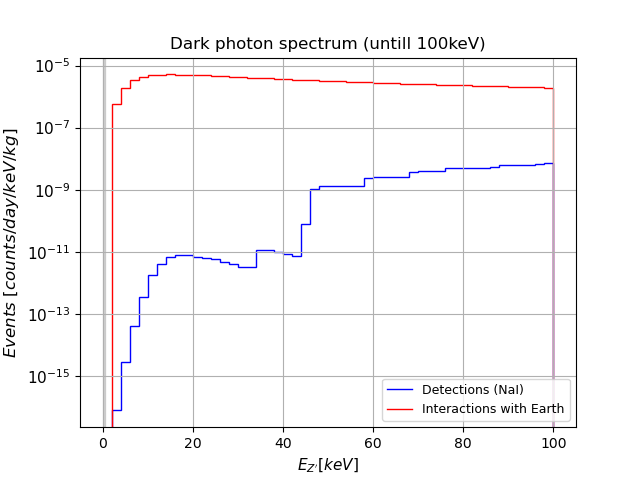 Dark photon spectrum (untill 100keV)
Events [counts/day/keV/kg]
10⁻⁵
10⁻⁷
10⁻⁹
10⁻¹¹
10⁻¹³
10⁻¹⁵
Detections (NaI)
Interactions with Earth
0 20 40 60 80 100
E_Z'[keV]